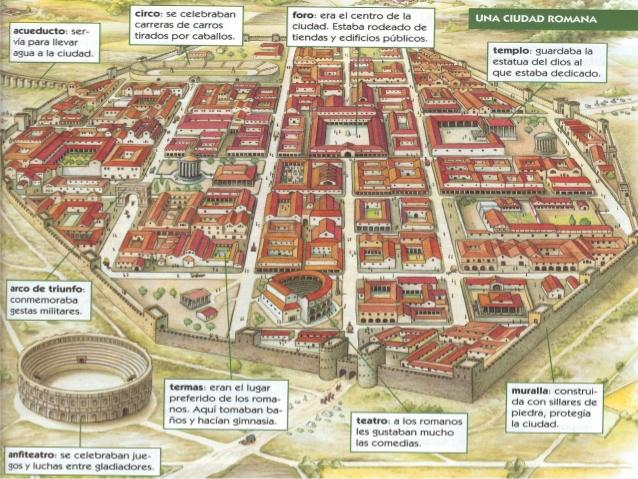 UNA CIUDAD ROMANA
acueducto: ser-
vía para llevar
agua a la ciudad.
circo: se celebraban
carreras de carros
tirados por caballos.
foro: era el centro de la
ciudad. Estaba rodeado de
tiendas y edificios públicos.
templo: guardaba la
estatua del dios al
que estaba dedicado.
arco de triunfo:
conmemoraba
gestas militares.
termas: eran el lugar
preferido de los roma-
nos. Aquí tomaban ba-
ños y hacían gimnasia.
teatro: a los romanos
les gustaban mucho
las comedias.
muralla: construi-
da con sillares de
piedra, protegía
la ciudad.
anfiteatro: se celebraban jue-
gos y luchas entre gladiadores.